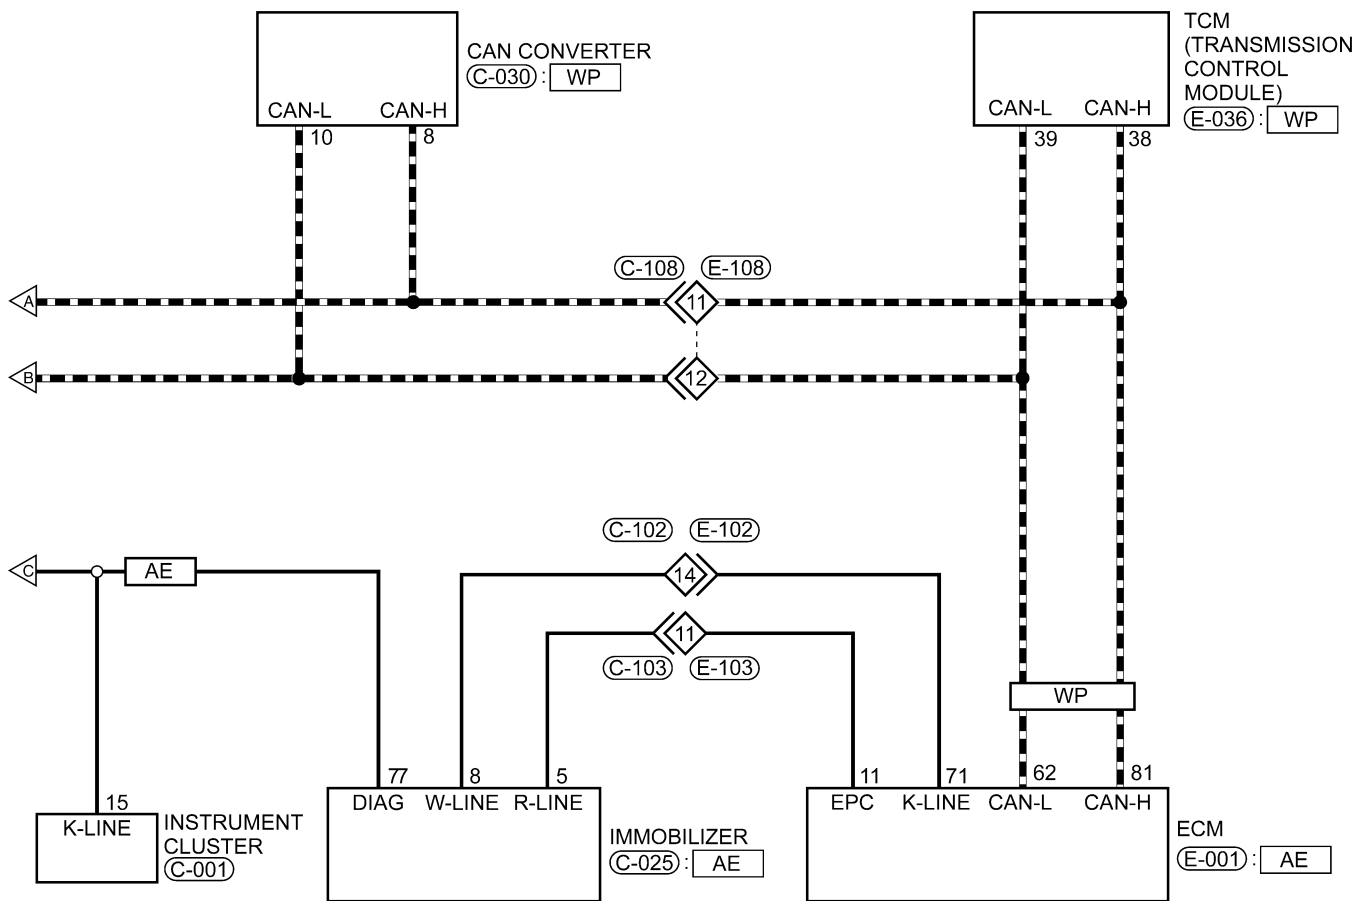 CAN CONVERTER
C-030 : WP
CAN-L CAN-H
10 8
TCM
(TRANSMISSION
CONTROL
MODULE)
E-036 : WP
CAN-L CAN-H
39 38
C-108 E-108
A 11
B 12
C-102 E-102
C AE 14
11
C-103 E-103
WP
15
K-LINE
INSTRUMENT
CLUSTER
C-001
77 8 5
DIAG W-LINE R-LINE
IMMOBILIZER
C-025 : AE
11 71 62 81
EPC K-LINE CAN-L CAN-H
ECM
E-001 : AE